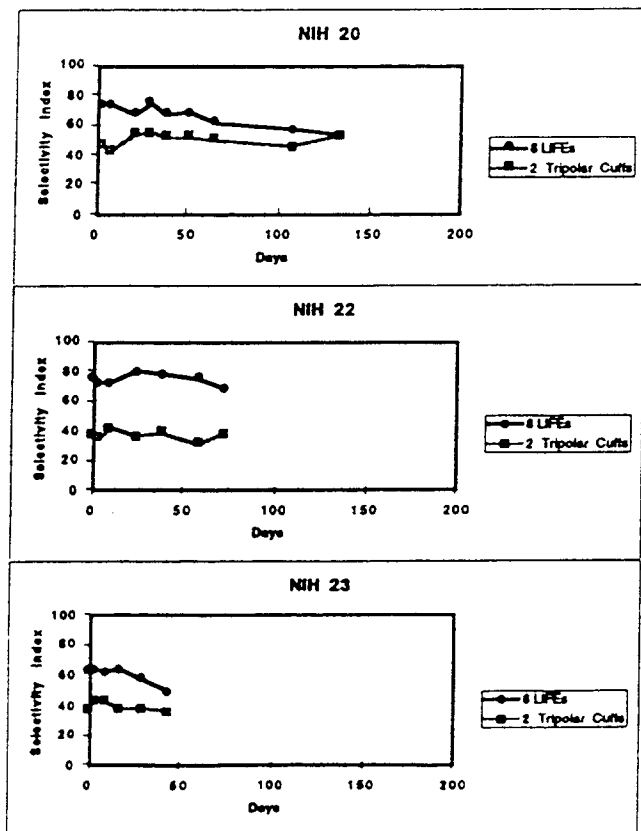 NIH 20
Selectivity Index
100
80
60
40
20
0
0 50 100 150 200
Days
6 LIFEs
2 Tripolar Cuffs
NIH 22
Selectivity Index
100
80
60
40
20
0
0 50 100 150 200
Days
6 LIFEs
2 Tripolar Cuffs
NIH 23
Selectivity Index
100
80
60
40
20
0
0 50 100 150 200
Days
6 LIFEs
2 Tripolar Cuffs